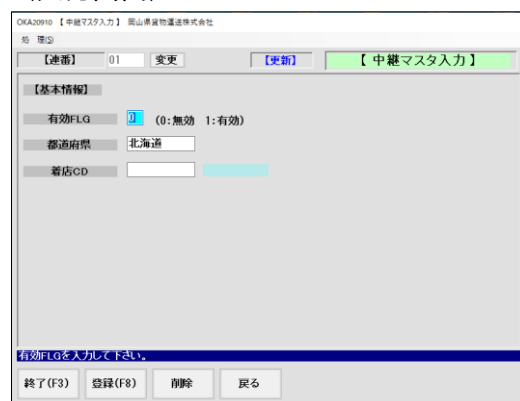 OKA20910 【 中継マスタ入力 】 岡山県貨物運送株式会社
処 理(S)
【連番】 01 変更 【更新】 【 中継マスタ入力 】
【基本情報】
有効FLG (0:無効 1:有効)
都道府県 北海道
着店CD
有効FLGを入力して下さい。
終了(F3) 登録(F8) 削除 戻る